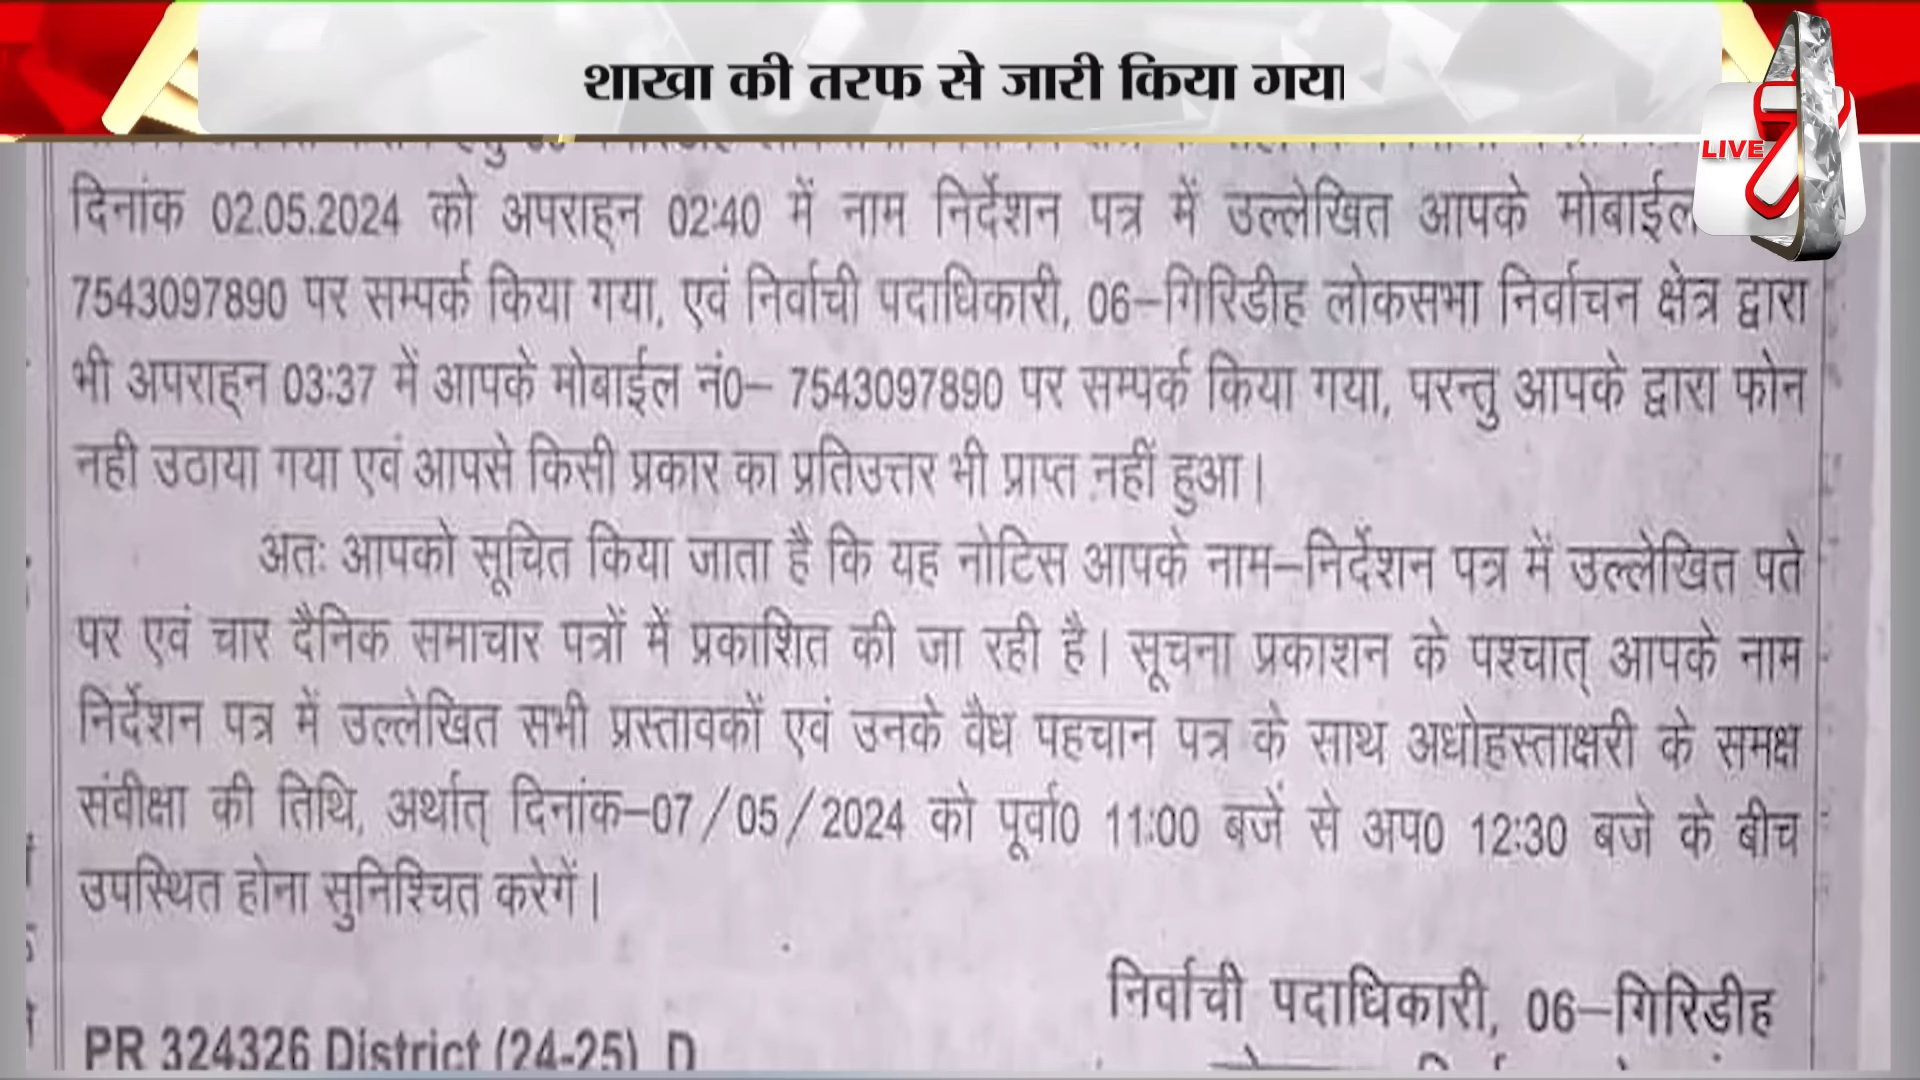 शाखा की तरफ से जारी किया गया
LIVE 7
दिनांक 02.05.2024 को अपराह्न 02:40 में नाम निर्देशन पत्र में उल्लेखित आपके मोबाईल
7543097890 पर सम्पर्क किया गया, एवं निर्वाची पदाधिकारी, 06–गिरिडीह लोकसभा निर्वाचन क्षेत्र द्वारा
भी अपराह्न 03:37 में आपके मोबाईल नं0– 7543097890 पर सम्पर्क किया गया, परन्तु आपके द्वारा फोन
नही उठाया गया एवं आपसे किसी प्रकार का प्रतिउत्तर भी प्राप्त नहीं हुआ।
अतः आपको सूचित किया जाता है कि यह नोटिस आपके नाम–निर्देशन पत्र में उल्लेखित पते
पर एवं चार दैनिक समाचार पत्रों में प्रकाशित की जा रही है। सूचना प्रकाशन के पश्चात् आपके नाम
निर्देशन पत्र में उल्लेखित सभी प्रस्तावकों एवं उनके वैध पहचान पत्र के साथ अधोहस्ताक्षरी के समक्ष
संवीक्षा की तिथि, अर्थात् दिनांक–07/05/2024 को पूर्वा0 11:00 बजें से अप0 12:30 बजे के बीच
उपस्थित होना सुनिश्चित करेगें।
निर्वाची पदाधिकारी, 06–गिरिडीह
PR 324326 District (24-25) D